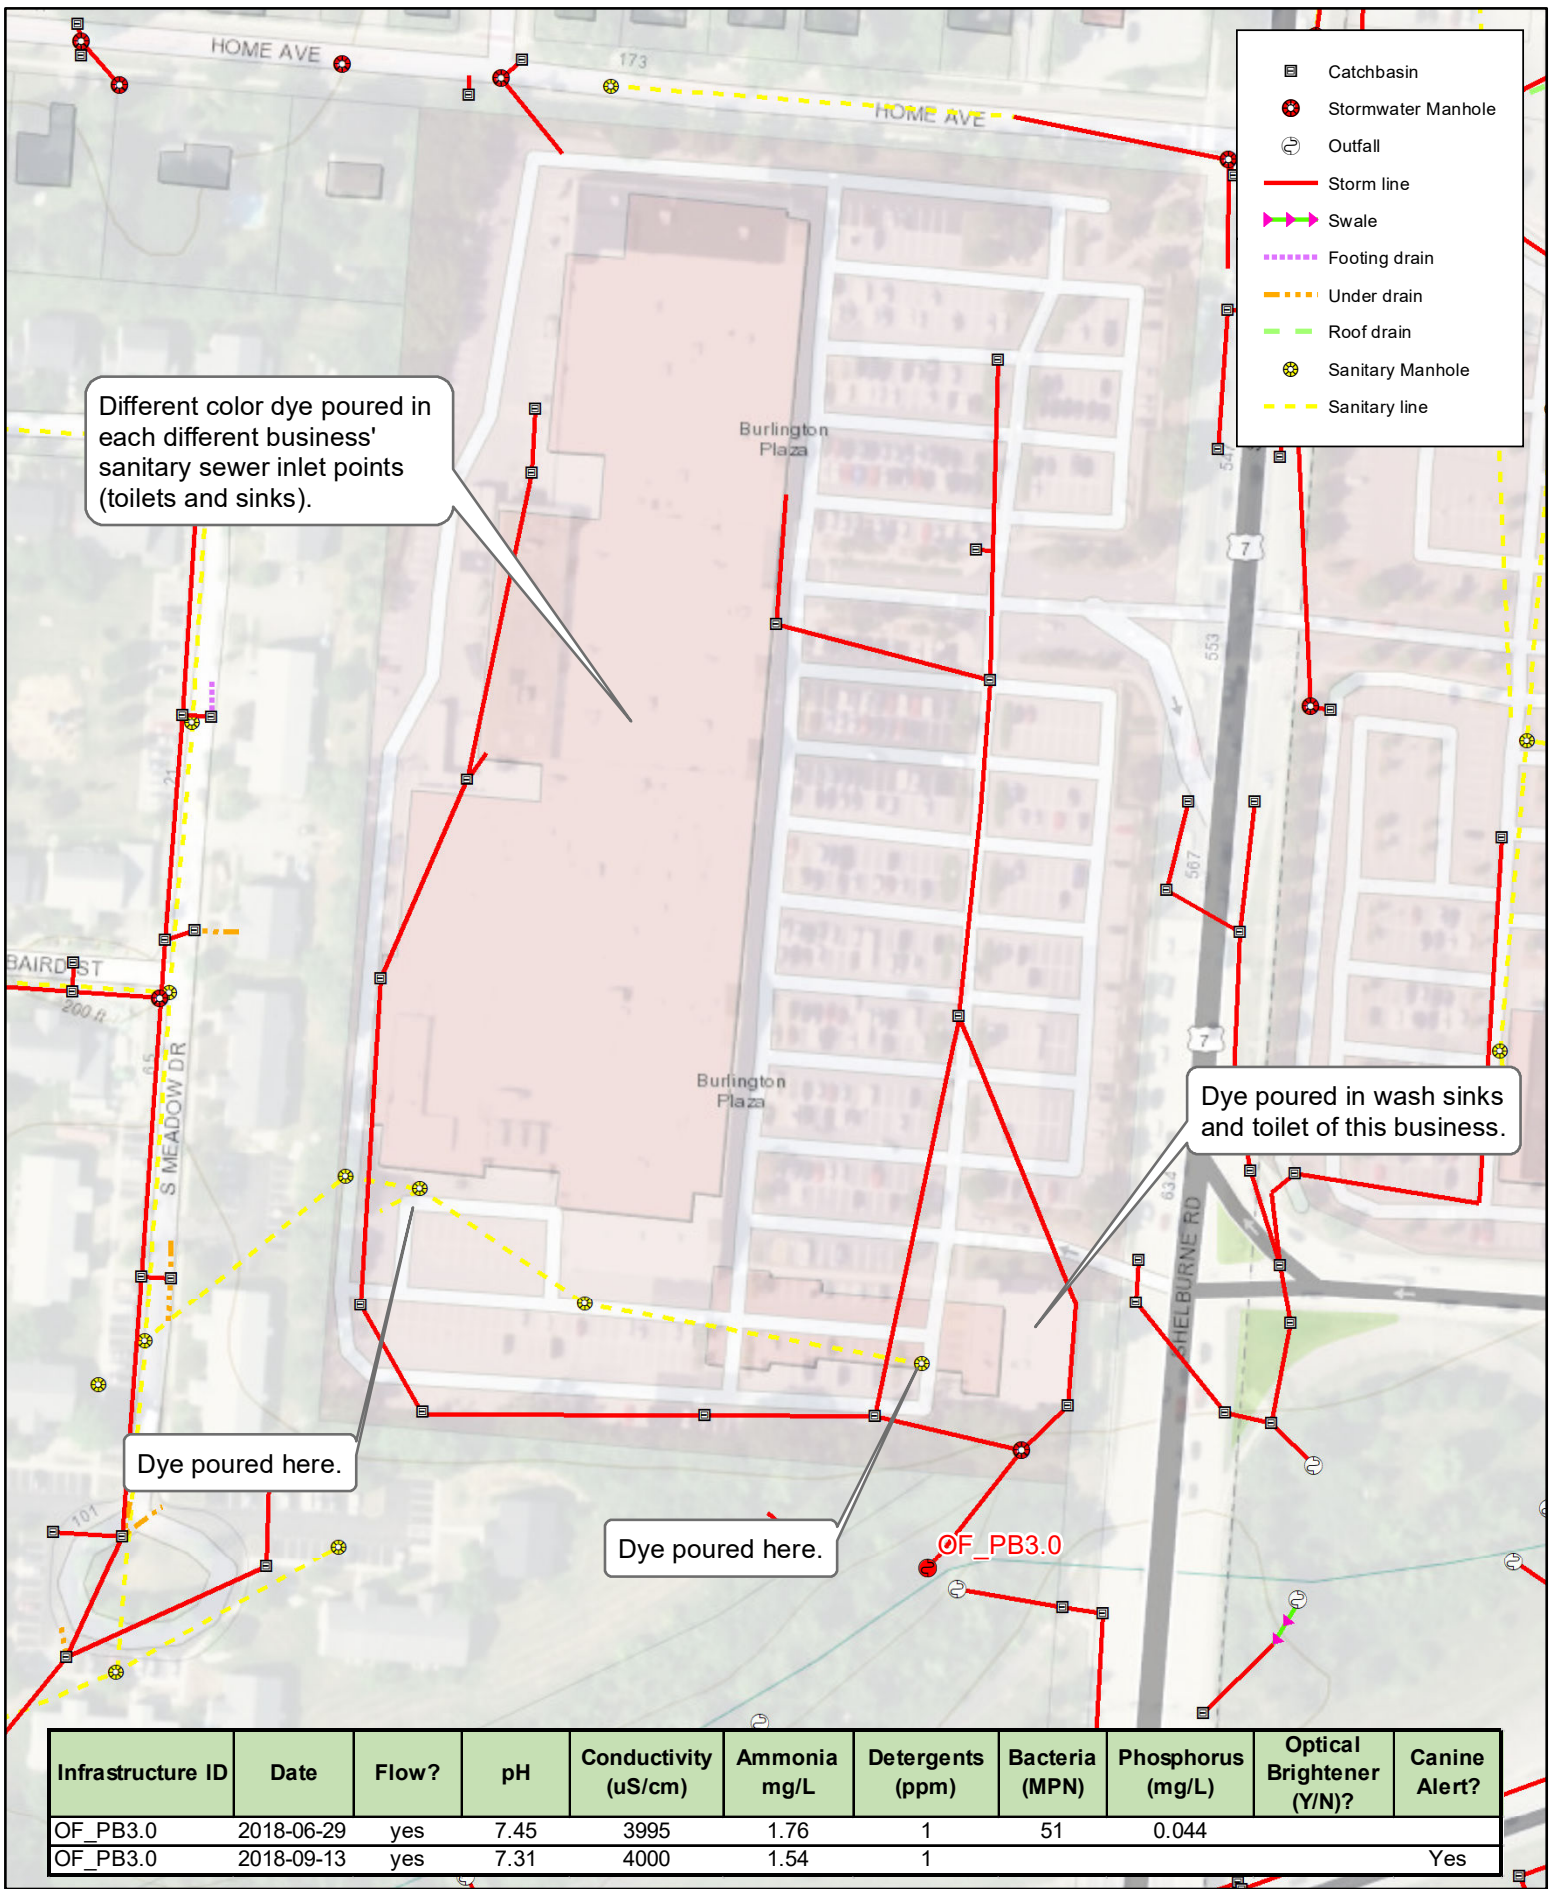 HOME AVE
173
HOME AVE
Catchbasin
Stormwater Manhole
Outfall
Storm line
Swale
Footing drain
Under drain
Roof drain
Sanitary Manhole
Sanitary line
Different color dye poured in
each different business'
sanitary sewer inlet points
(toilets and sinks).
Burlington
Plaza
7
553
21
567
BAIRD ST
200 ft
65
S MEADOW DR
7
Burlington
Plaza
Dye poured in wash sinks
and toilet of this business.
634
SHELBURNE RD
Dye poured here.
101
Dye poured here.
OF_PB3.0
Infrastructure ID Date Flow? pH Conductivity (uS/cm) Ammonia mg/L Detergents (ppm) Bacteria (MPN) Phosphorus (mg/L) Optical Brightener (Y/N)? Canine Alert?
OF_PB3.0 2018-06-29 yes 7.45 3995 1.76 1 51 0.044
OF_PB3.0 2018-09-13 yes 7.31 4000 1.54 1 Yes